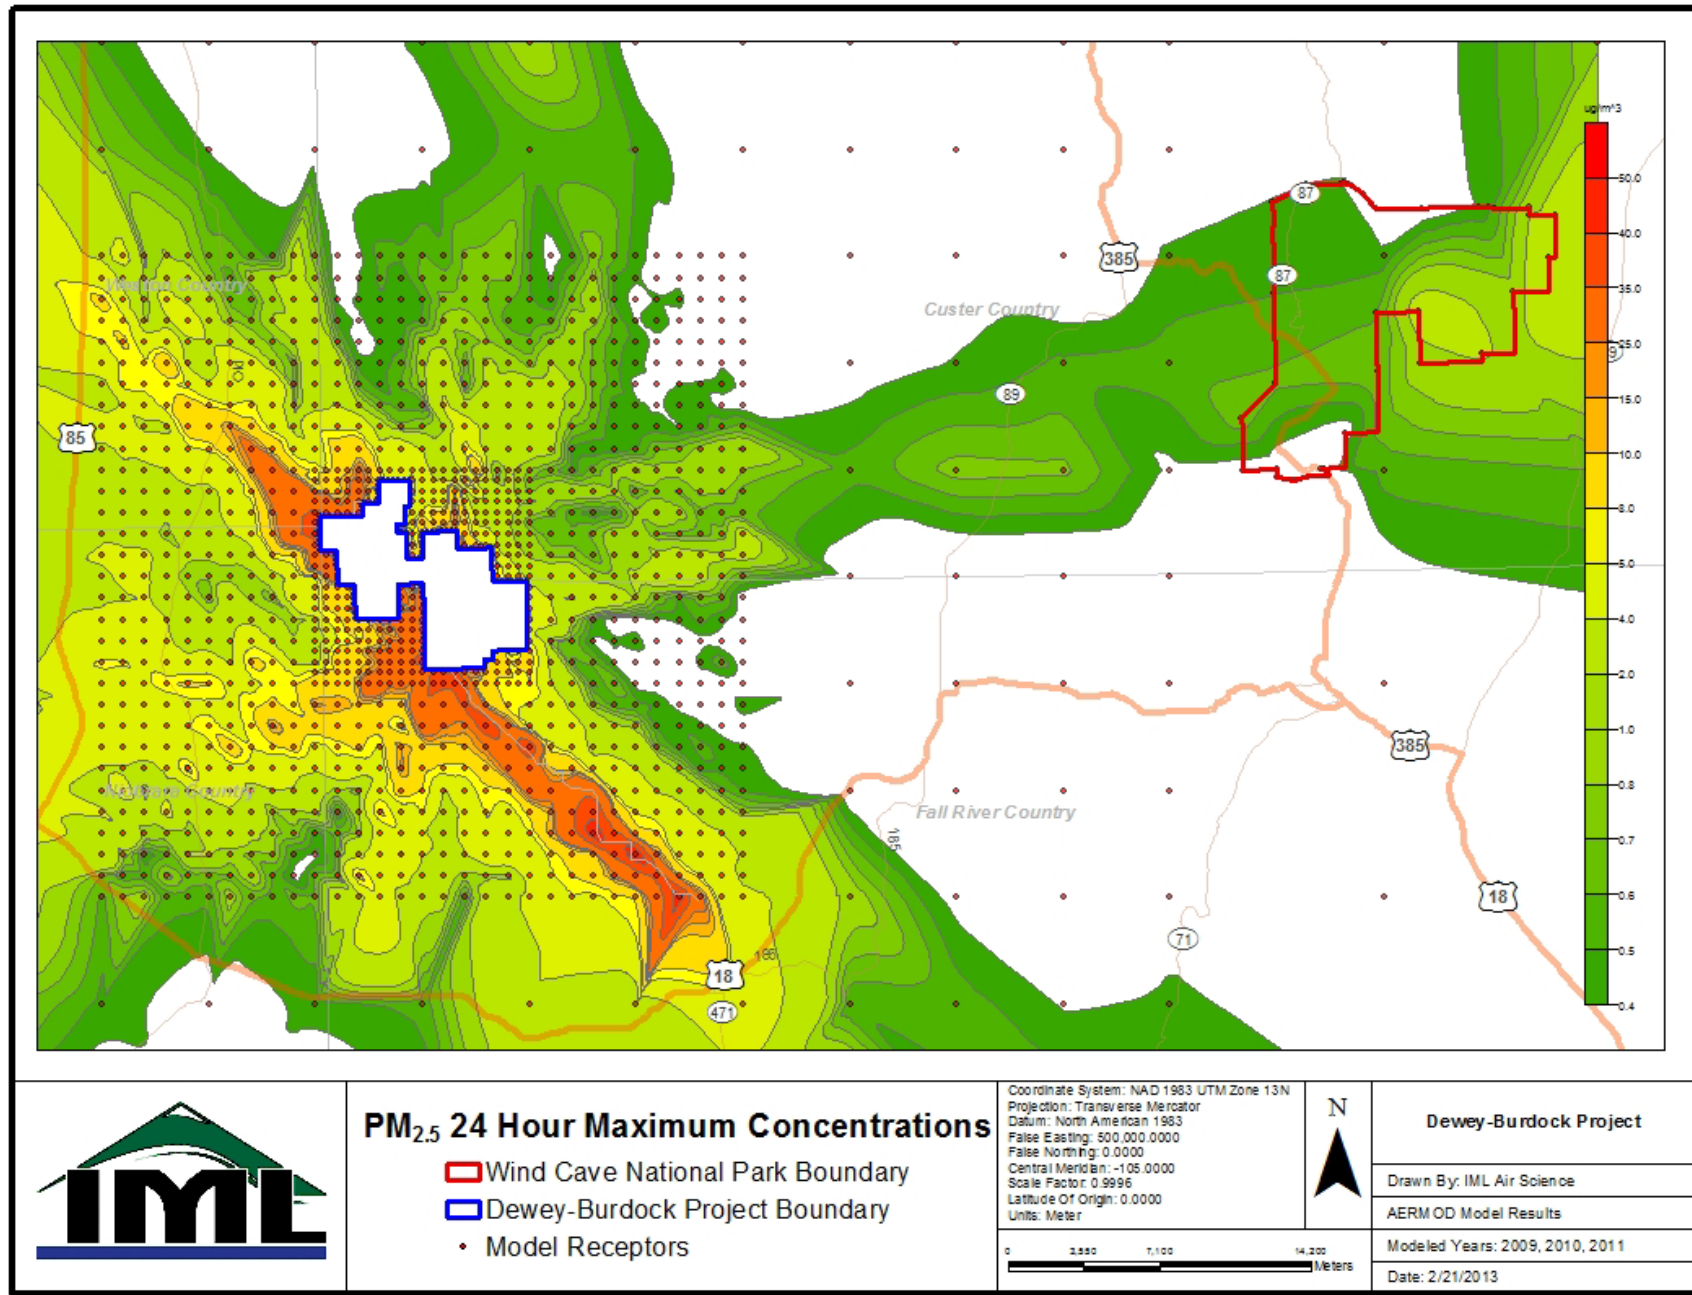 ug/m^3
50.0
40.0
35.0
25.0
15.0
10.0
8.0
5.0
4.0
2.0
1.0
0.8
0.7
0.6
0.5
0.4
87
385
87
Weston Country
Custer Country
9
89
85
Niobrara Country
Fall River Country
385
185
18
71
18
471
PM2.5 24 Hour Maximum Concentrations
Wind Cave National Park Boundary
Dewey-Burdock Project Boundary
Model Receptors
IML
Coordinate System: NAD 1983 UTM Zone 13N
Projection: Transverse Mercator
Datum: North American 1983
False Easting: 500,000.0000
False Northing: 0.0000
Central Meridian: -105.0000
Scale Factor: 0.9996
Latitude Of Origin: 0.0000
Units: Meter
0 3,550 7,100 14,200
Meters
N
Dewey-Burdock Project
Drawn By: IML Air Science
AERMOD Model Results
Modeled Years: 2009, 2010, 2011
Date: 2/21/2013